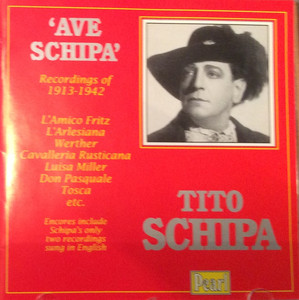 'AVE
SCHIPA'
Recordings of
1913-1942
L'Amico Fritz
L'Arlesiana
Werther
Cavalleria Rusticana
Luisa Miller
Don Pasquale
Tosca
etc.
Encores include
Schipa's only
two recordings
sung in English
TITO
SCHIPA
Pearl